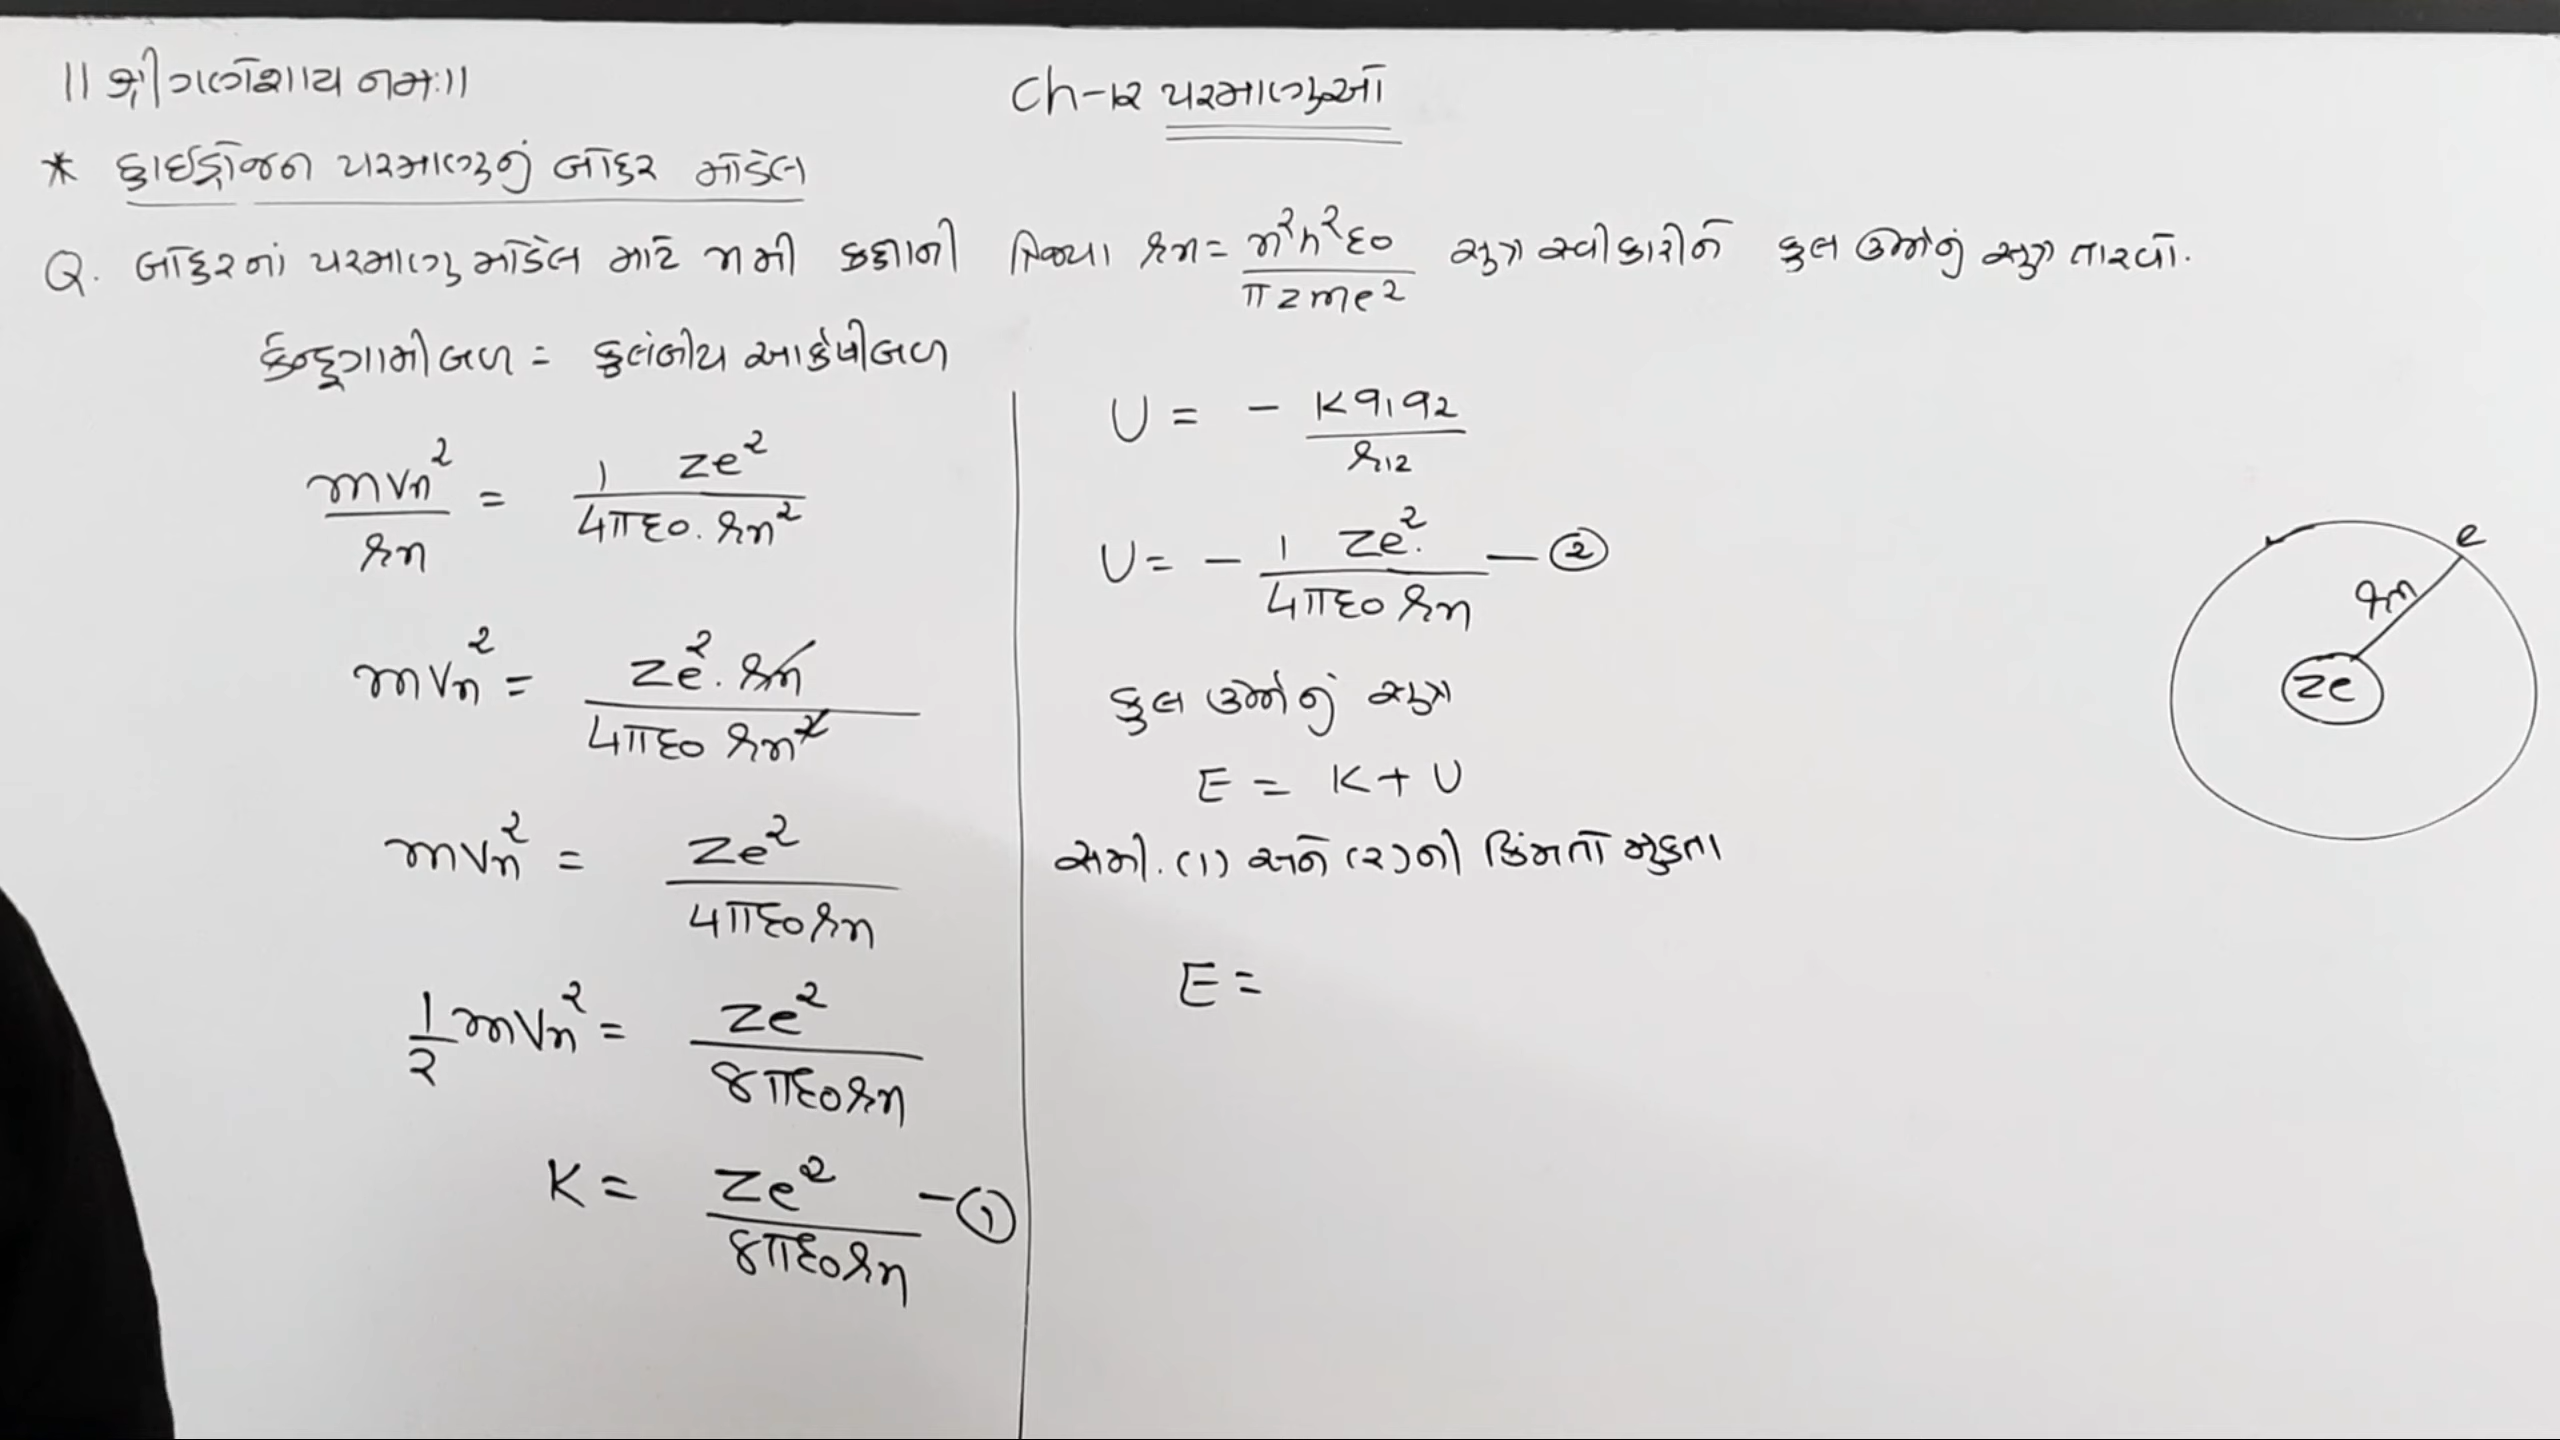 || શ્રી ગણેશાય નમઃ ||
Ch-12 પરમાણુઓ
* હાઈડ્રોજન પરમાણુનું બોહર મોડેલ
Q. બોહરનાં પરમાણુ મોડેલ માટે n મી કક્ષાની ત્રિજ્યા rn = n²h²ε0 / πzme² સુત્ર સ્વીકારીને કુલ ઉર્જાનું સુત્ર તારવો.
કેન્દ્રગામી બળ = કુલંબીય આકર્ષીબળ
mvn² / rn = 1 ze² / 4πε0. rn²
mvn² = ze². rn / 4πε0 rn²
mvn² = ze² / 4πε0rn
1/2 mvn² = ze² / 8πε0rn
K = ze² / 8πε0rn — ①
U = - Kq1q2 / r12
U = - 1 ze². / 4πε0 rn — ②
કુલ ઉર્જાનું સુત્ર
E = K + U
સમી. (1) અને (2)ની કિંમતો મુકતા
E =
e
rn
ze